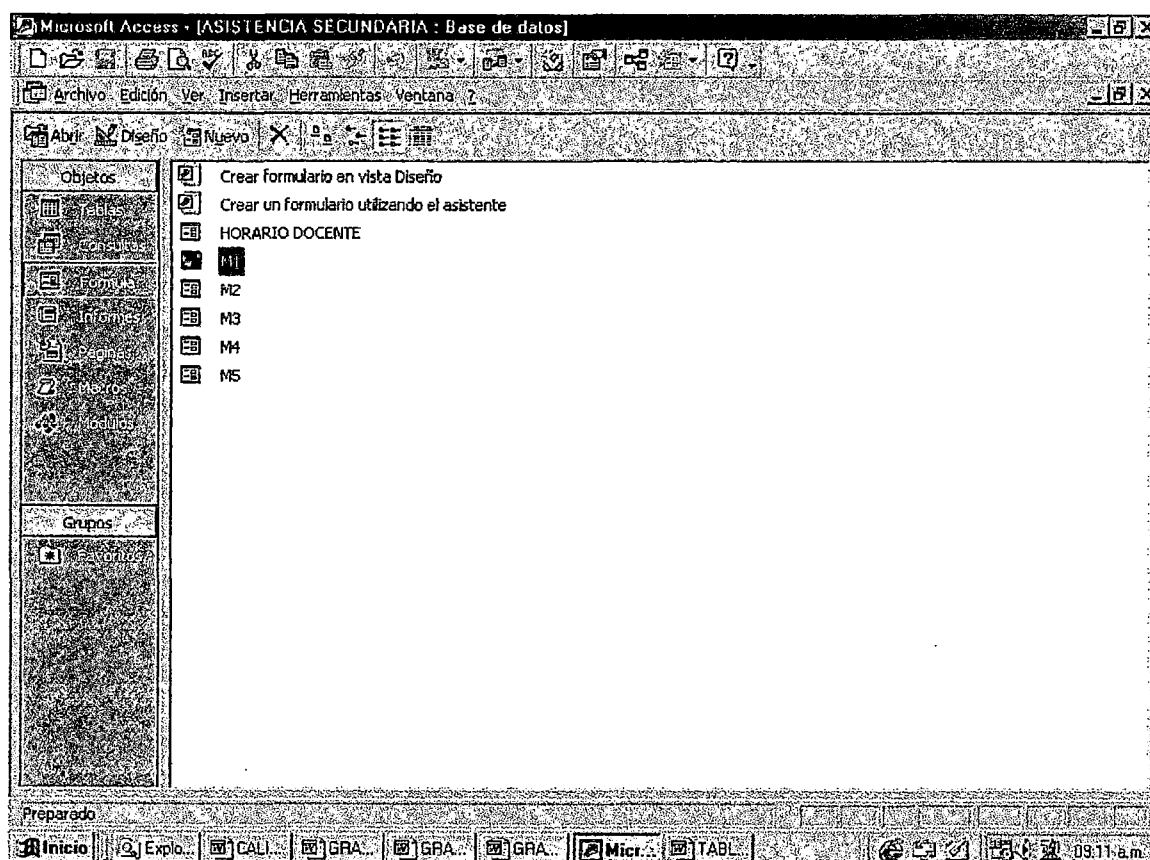 Microsoft Access - [ASISTENCIA SECUNDARIA : Base de datos]
Archivo Edición Ver Insertar Herramientas Ventana ?
Abrir Diseño Nuevo
Objetos
Tablas
Consultas
Formul
Informes
Páginas
Macros
Módulos
Grupos
Favoritos
Crear formulario en vista Diseño
Crear un formulario utilizando el asistente
HORARIO DOCENTE
M1
M2
M3
M4
M5
Preparado
Inicio Explo... CALI... GRA... GRA... GRA... Micr... TABL... 09:11 a.m.